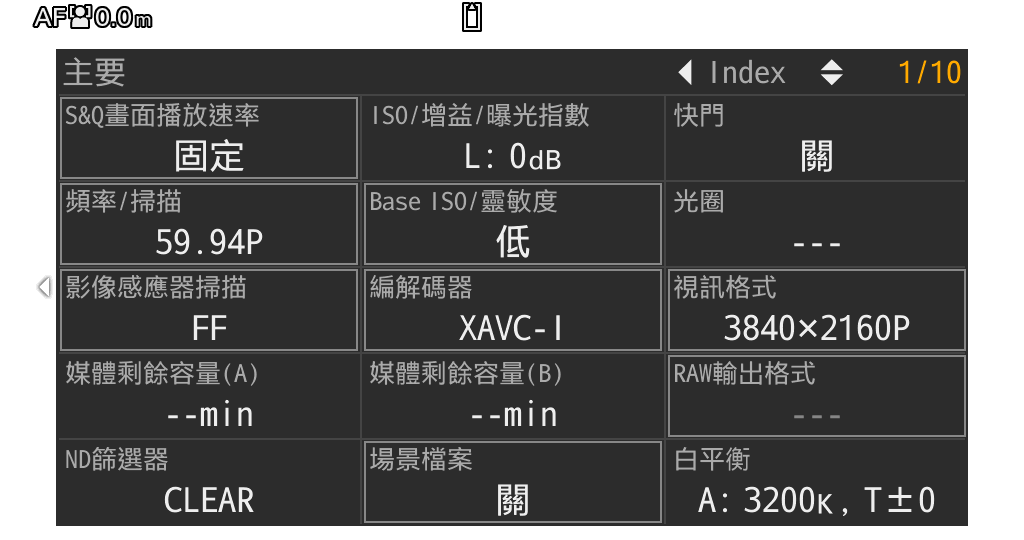 AF 0.0m
主要 Index 1/10
S&Q畫面播放速率 ISO/增益/曝光指數 快門
固定 L: 0dB 關
頻率/掃描 Base ISO/靈敏度 光圈
59.94P 低 ---
影像感應器掃描 編解碼器 視訊格式
FF XAVC-I 3840×2160P
媒體剩餘容量(A) 媒體剩餘容量(B) RAW輸出格式
--min --min ---
ND篩選器 場景檔案 白平衡
CLEAR 關 A: 3200K, T±0